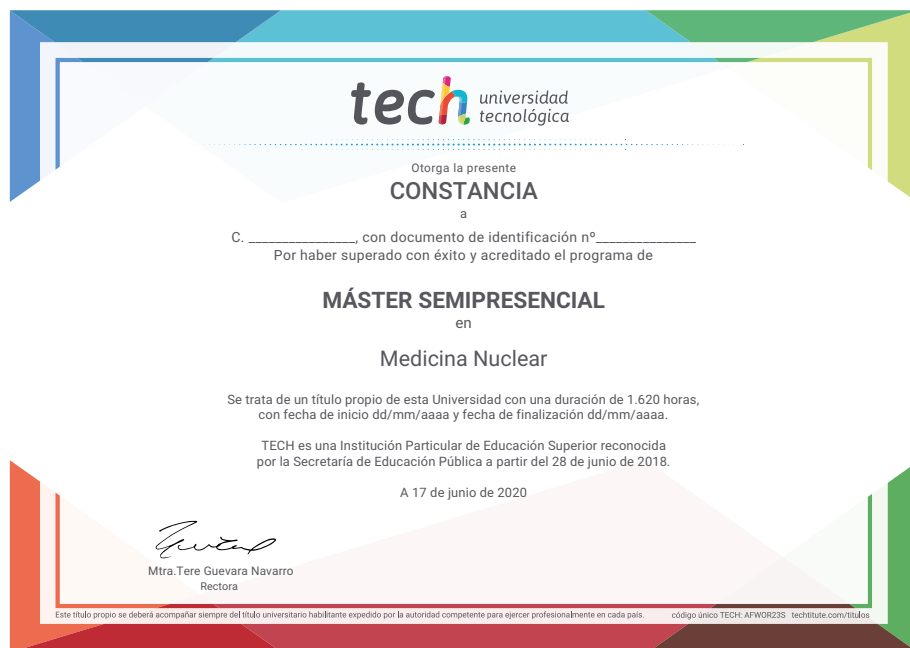 tech universidad
tecnológica
Otorga la presente
CONSTANCIA
a
C. ________________, con documento de identificación nº_______________
Por haber superado con éxito y acreditado el programa de
MÁSTER SEMIPRESENCIAL
en
Medicina Nuclear
Se trata de un título propio de esta Universidad con una duración de 1.620 horas,
con fecha de inicio dd/mm/aaaa y fecha de finalización dd/mm/aaaa.
TECH es una Institución Particular de Educación Superior reconocida
por la Secretaría de Educación Pública a partir del 28 de junio de 2018.
A 17 de junio de 2020
Mtra.Tere Guevara Navarro
Rectora
Este título propio se deberá acompañar siempre del título universitario habilitante expedido por la autoridad competente para ejercer profesionalmente en cada país. código único TECH: AFWOR23S techtitute.com/titulos